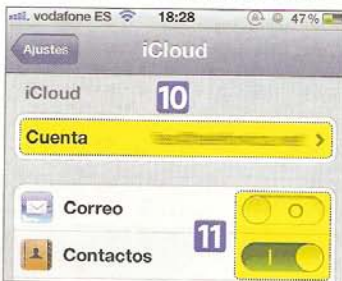 vodafone ES 18:28 47%
Ajustes iCloud
iCloud 10
Cuenta
Correo
11
Contactos